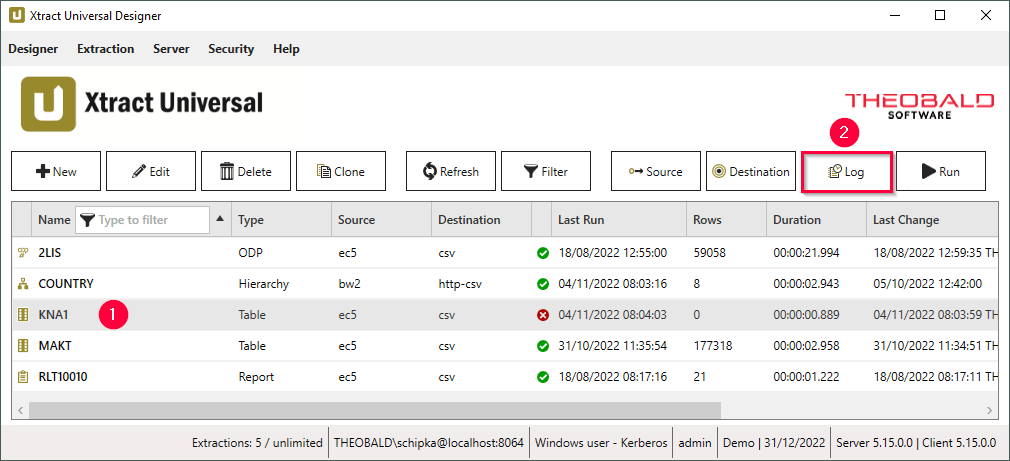 Xtract Universal Designer
Designer Extraction Server Security Help
Xtract Universal
THEOBALD
SOFTWARE
2
New Edit Delete Clone Refresh Filter Source Destination Log Run
Name Type to filter Type Source Destination Last Run Rows Duration Last Change
2LIS ODP ec5 csv 18/08/2022 12:55:00 59058 00:00:21.994 18/08/2022 12:59:35 TH
COUNTRY Hierarchy bw2 http-csv 04/11/2022 08:03:16 8 00:00:02.943 05/10/2022 12:42:00
KNA1 1 Table ec5 csv 04/11/2022 08:04:03 0 00:00:00.889 04/11/2022 08:03:59 TH
MAKT Table ec5 csv 31/10/2022 11:35:54 177318 00:00:02.958 31/10/2022 11:34:51 TH
RLT10010 Report ec5 csv 18/08/2022 08:17:16 21 00:00:01.222 18/08/2022 08:17:11 TH
Extractions: 5 / unlimited THEOBALD\schipka@localhost:8064 Windows user - Kerberos admin Demo | 31/12/2022 Server 5.15.0.0 | Client 5.15.0.0